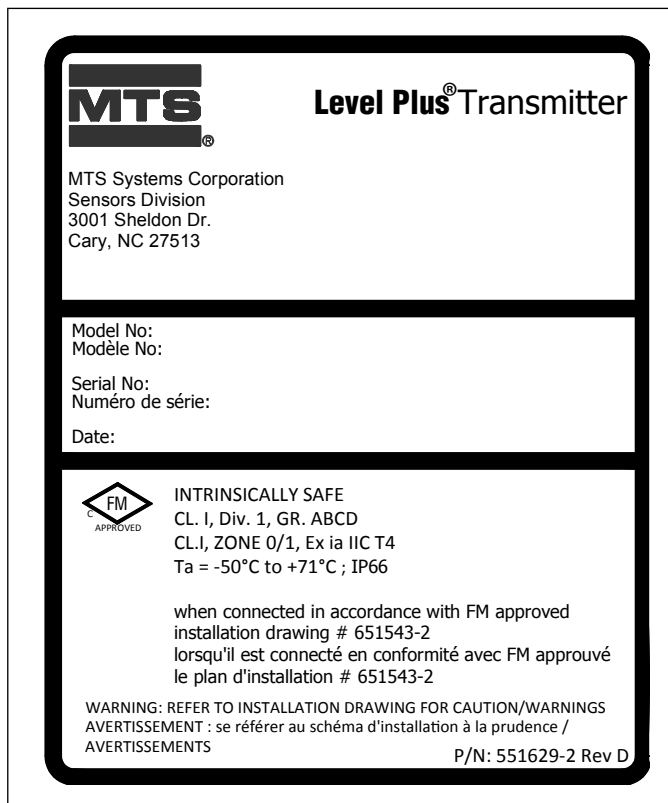 MTS
®
Level Plus® Transmitter
MTS Systems Corporation
Sensors Division
3001 Sheldon Dr.
Cary, NC 27513
Model No:
Modèle No:
Serial No:
Numéro de série:
Date:
FM
C
APPROVED
INTRINSICALLY SAFE
CL. I, Div. 1, GR. ABCD
CL.I, ZONE 0/1, Ex ia IIC T4
Ta = -50°C to +71°C ; IP66
when connected in accordance with FM approved
installation drawing # 651543-2
lorsqu'il est connecté en conformité avec FM approuvé
le plan d'installation # 651543-2
WARNING: REFER TO INSTALLATION DRAWING FOR CAUTION/WARNINGS
AVERTISSEMENT : se référer au schéma d'installation à la prudence /
AVERTISSEMENTS
P/N: 551629-2 Rev D